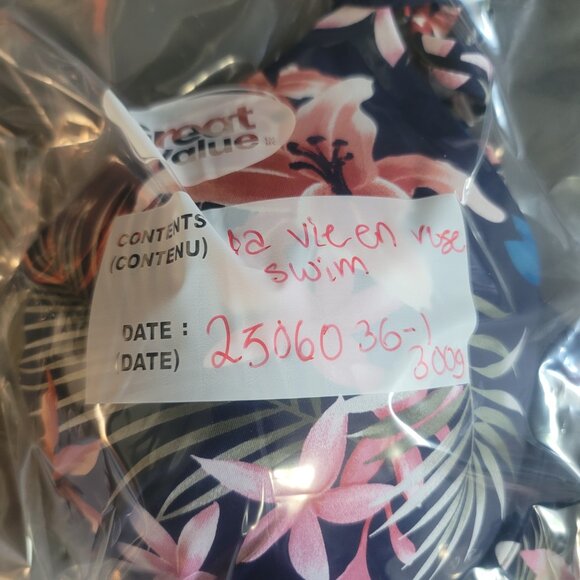 Great
Value
CONTENTS
(CONTENU) La vie en rose
swim
DATE :
(DATE) 2306036-1
300g